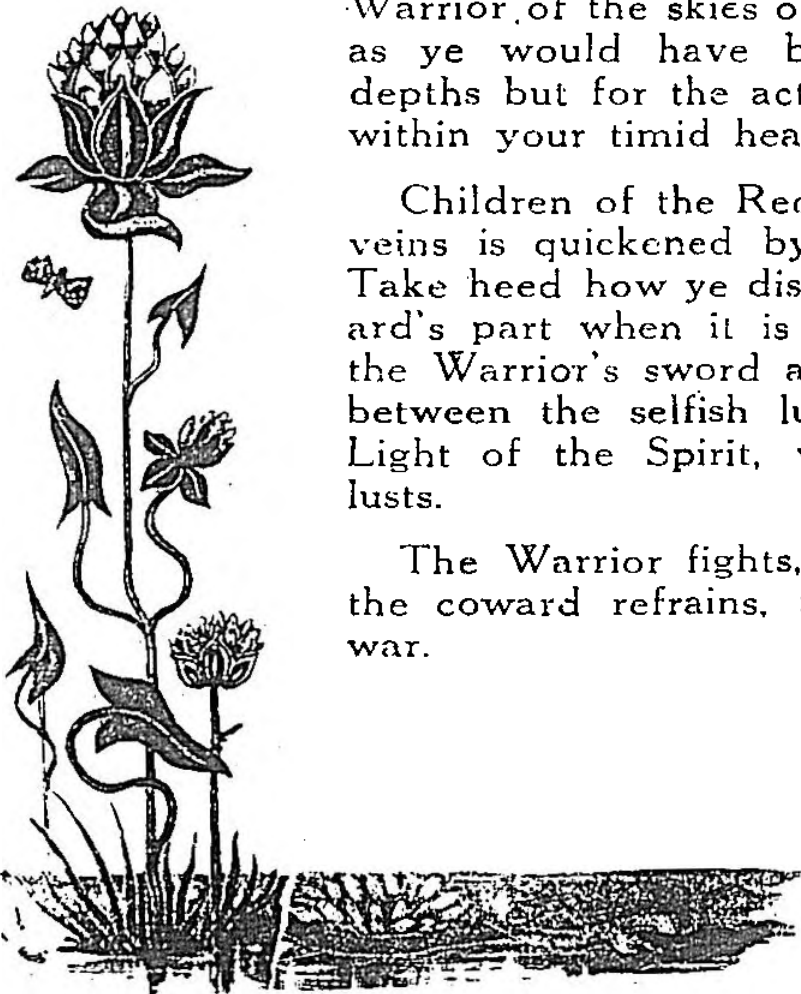 Warrior of the skies o
as ye would have b
depths but for the act
within your timid hea
Children of the Red
veins is quickened by
Take heed how ye dis
ard's part when it is
the Warrior's sword a
between the selfish lu
Light of the Spirit,
lusts.
The Warrior fights,
the coward refrains,
war.